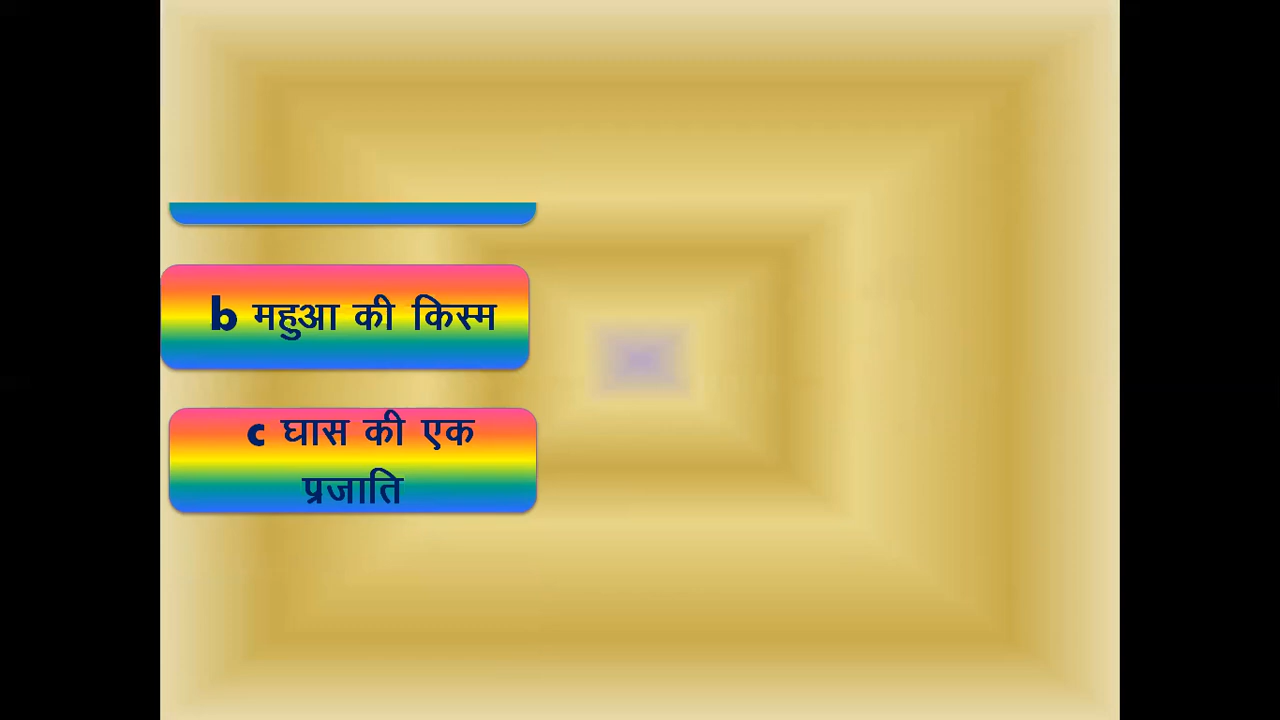 b महुआ की किस्म
c घास की एक
प्रजाति